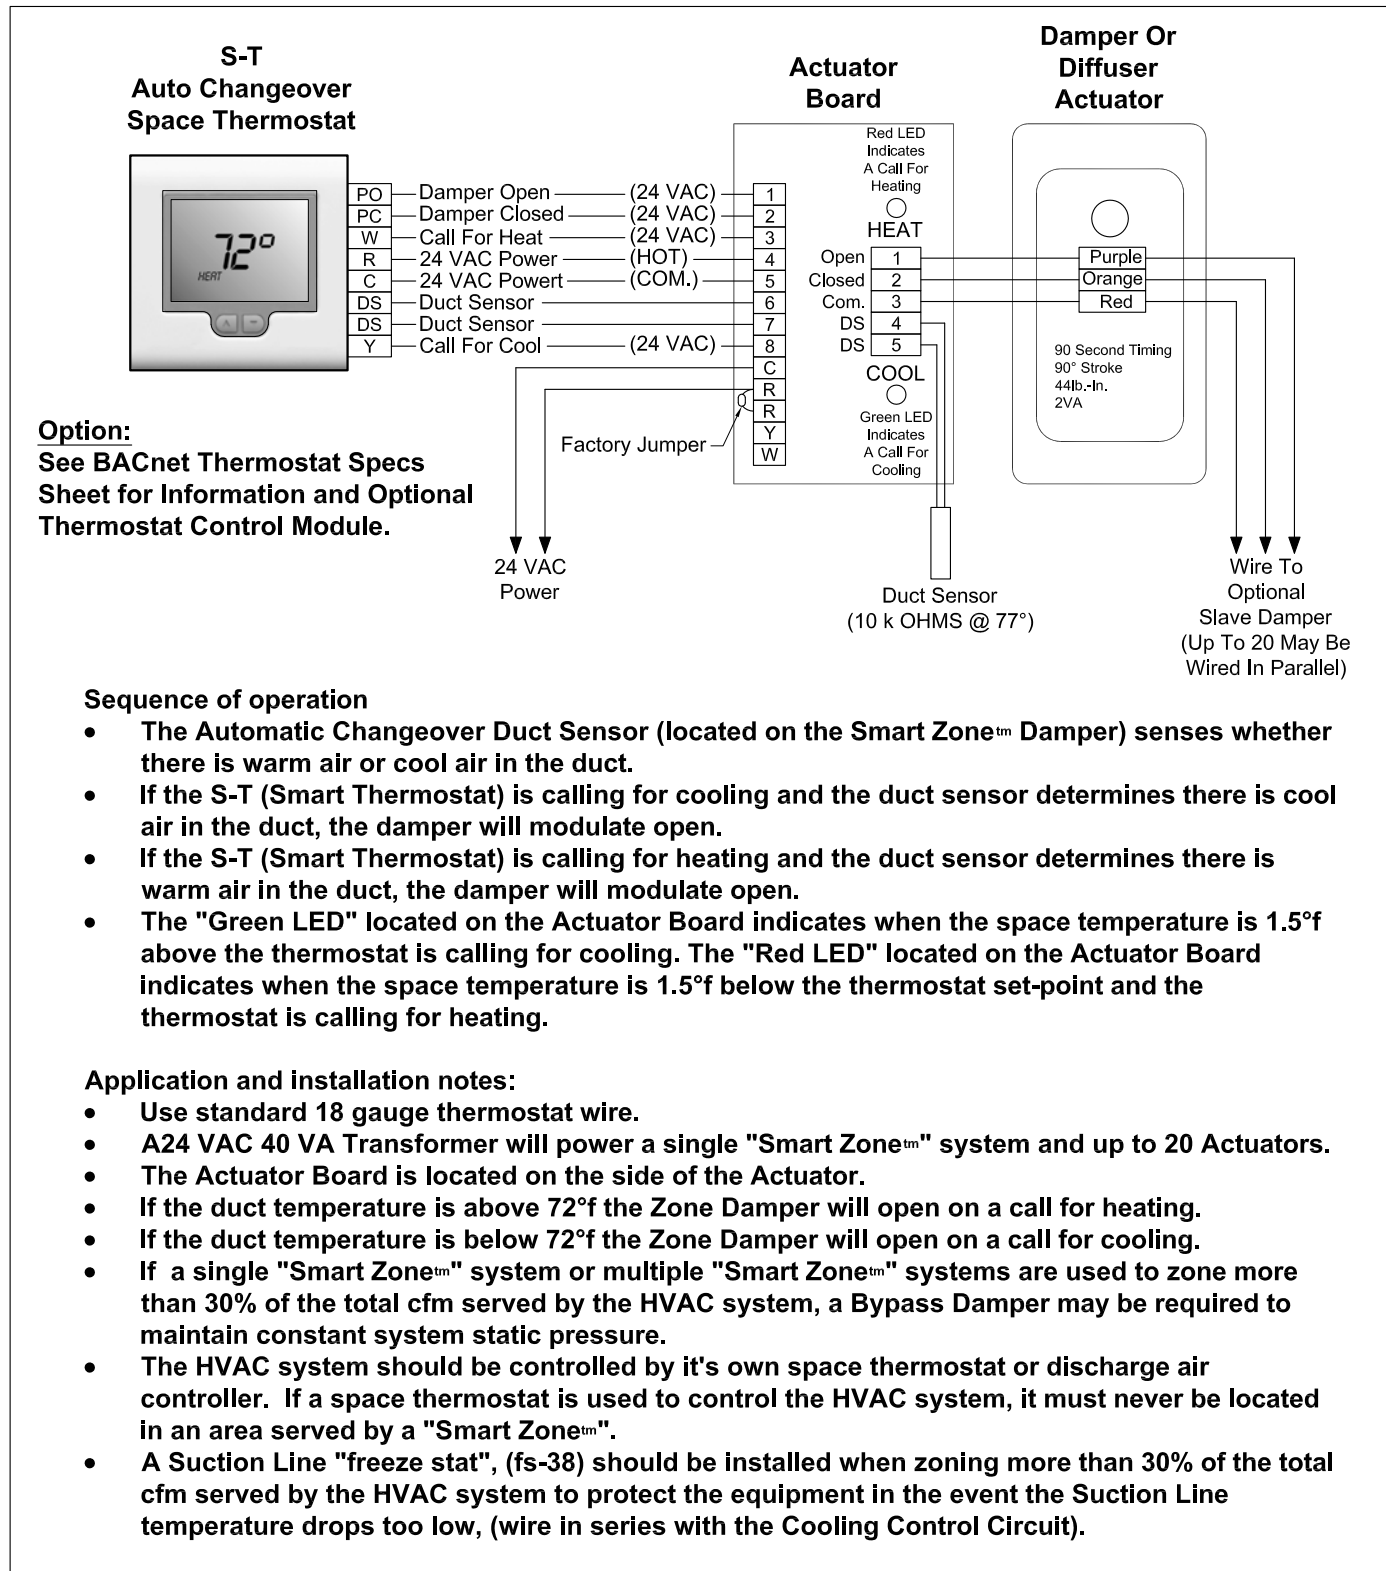 S-T
Auto Changeover
Space Thermostat
72°
HEAT
PO Damper Open (24 VAC) 1
PC Damper Closed (24 VAC) 2
W Call For Heat (24 VAC) 3
R 24 VAC Power (HOT) 4
C 24 VAC Powert (COM.) 5
DS Duct Sensor 6
DS Duct Sensor 7
Y Call For Cool (24 VAC) 8
C
R
R
Y
W
Factory Jumper
24 VAC
Power
Option:
See BACnet Thermostat Specs
Sheet for Information and Optional
Thermostat Control Module.
Actuator
Board
Red LED
Indicates
A Call For
Heating
HEAT
Open 1
Closed 2
Com. 3
DS 4
DS 5
COOL
Green LED
Indicates
A Call For
Cooling
Duct Sensor
(10 k OHMS @ 77°)
Damper Or
Diffuser
Actuator
Purple
Orange
Red
90 Second Timing
90° Stroke
44lb.-In.
2VA
Wire To
Optional
Slave Damper
(Up To 20 May Be
Wired In Parallel)
Sequence of operation
• The Automatic Changeover Duct Sensor (located on the Smart Zone™ Damper) senses whether
there is warm air or cool air in the duct.
• If the S-T (Smart Thermostat) is calling for cooling and the duct sensor determines there is cool
air in the duct, the damper will modulate open.
• If the S-T (Smart Thermostat) is calling for heating and the duct sensor determines there is
warm air in the duct, the damper will modulate open.
• The "Green LED" located on the Actuator Board indicates when the space temperature is 1.5°f
above the thermostat is calling for cooling. The "Red LED" located on the Actuator Board
indicates when the space temperature is 1.5°f below the thermostat set-point and the
thermostat is calling for heating.
Application and installation notes:
• Use standard 18 gauge thermostat wire.
• A24 VAC 40 VA Transformer will power a single "Smart Zone™" system and up to 20 Actuators.
• The Actuator Board is located on the side of the Actuator.
• If the duct temperature is above 72°f the Zone Damper will open on a call for heating.
• If the duct temperature is below 72°f the Zone Damper will open on a call for cooling.
• If a single "Smart Zone™" system or multiple "Smart Zone™" systems are used to zone more
than 30% of the total cfm served by the HVAC system, a Bypass Damper may be required to
maintain constant system static pressure.
• The HVAC system should be controlled by it's own space thermostat or discharge air
controller. If a space thermostat is used to control the HVAC system, it must never be located
in an area served by a "Smart Zone™".
• A Suction Line "freeze stat", (fs-38) should be installed when zoning more than 30% of the total
cfm served by the HVAC system to protect the equipment in the event the Suction Line
temperature drops too low, (wire in series with the Cooling Control Circuit).